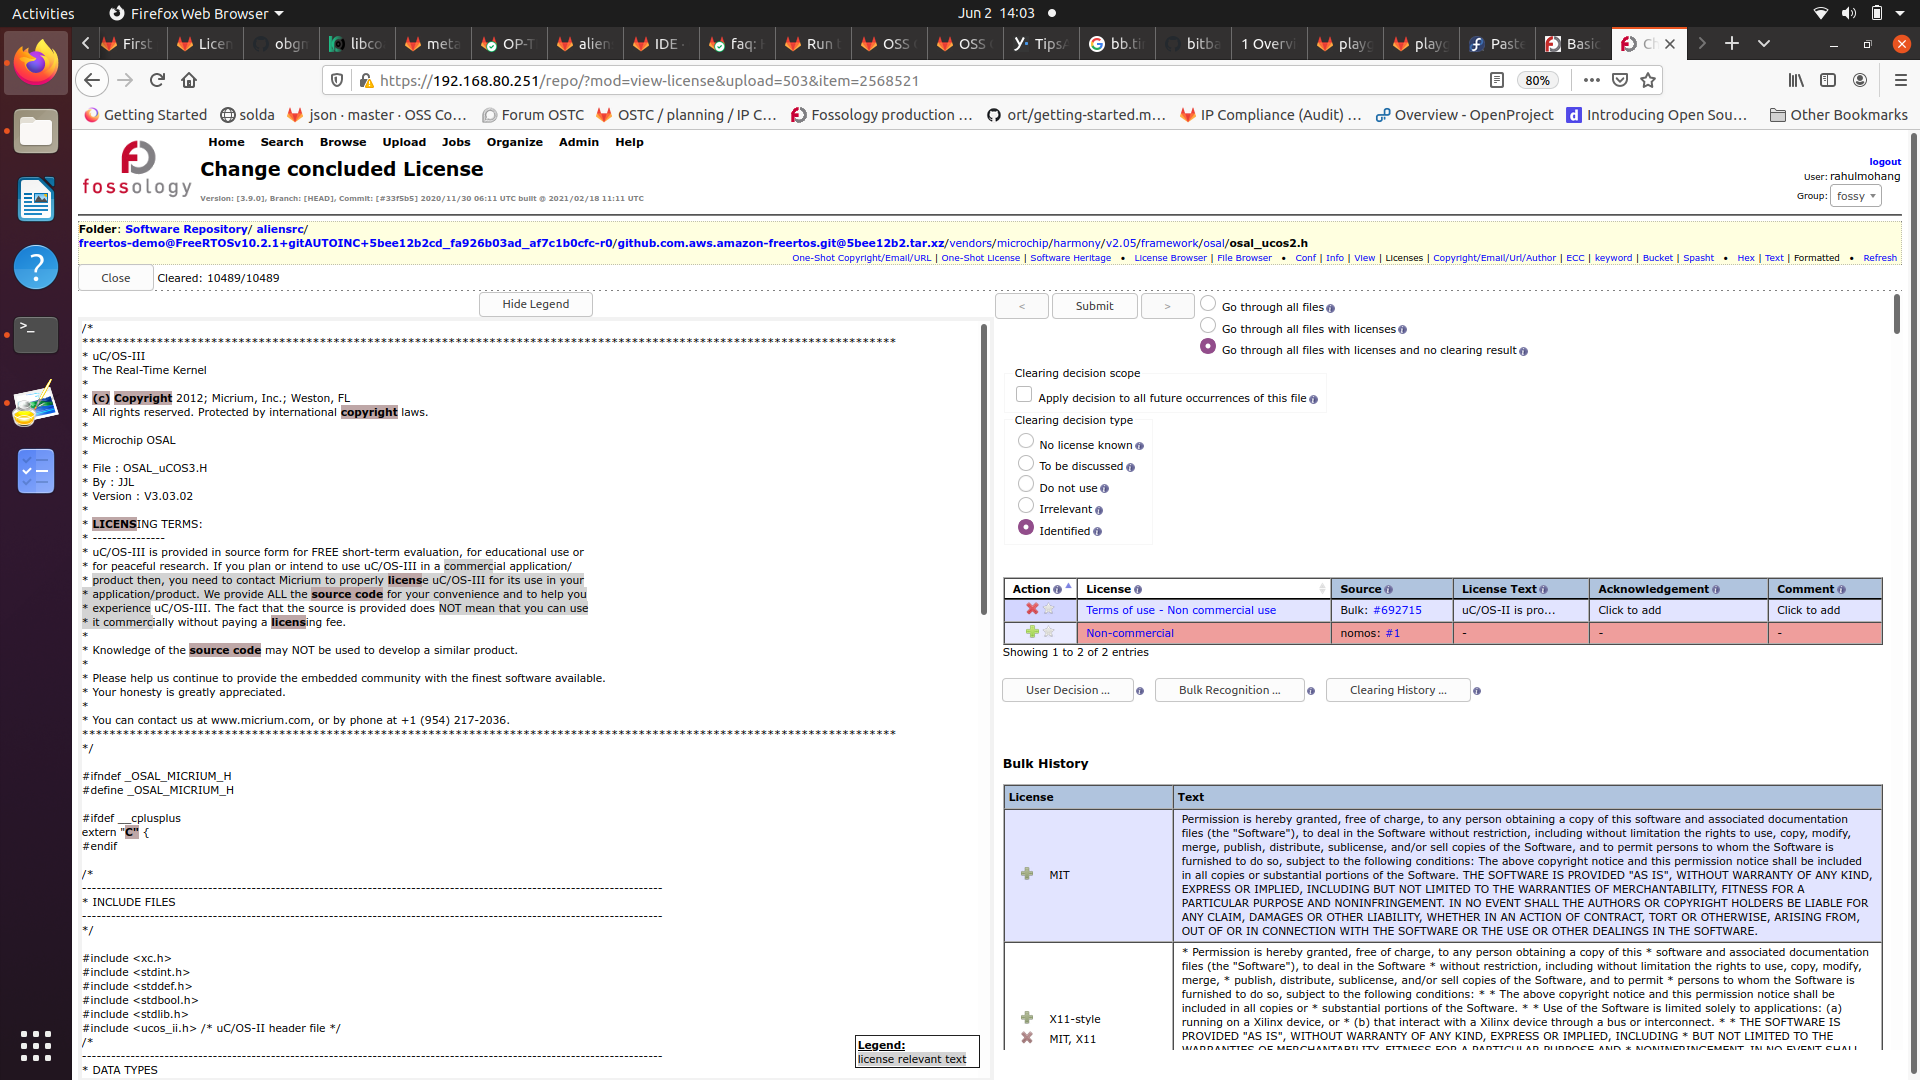 Activities
Firefox Web Browser
Jun 2 14:03
First
Licen
obgn
libco
meta
OP-T
alien
IDE
faq: H
Run l
OSS C
OSS C
TipsA
bb.ti
bitba
1 Overvi
playg
playg
Paste
Basic
Ch
https://192.168.80.251/repo/?mod=view-license&upload=503&item=2568521
80%
Getting Started
solda
json · master · OSS Co…
Forum OSTC
OSTC / planning / IP C…
Fossology production …
ort/getting-started.m…
IP Compliance (Audit) …
Overview - OpenProject
Introducing Open Sou…
Other Bookmarks
fossology
Home Search Browse Upload Jobs Organize Admin Help
Change concluded License
Version: [3.9.0], Branch: [HEAD], Commit: [#33f5b5] 2020/11/30 06:11 UTC built @ 2021/02/18 11:11 UTC
logout
User: rahulmohang
Group: fossy
Folder: Software Repository/ aliensrc/
freertos-demo@FreeRTOSv10.2.1+gitAUTOINC+5bee12b2cd_fa926b03ad_af7c1b0cfc-r0/github.com.aws.amazon-freertos.git@5bee12b2.tar.xz/vendors/microchip/harmony/v2.05/framework/osal/osal_ucos2.h
One-Shot Copyright/Email/URL | One-Shot License | Software Heritage • License Browser | File Browser • Conf | Info | View | Licenses | Copyright/Email/Url/Author | ECC | keyword | Bucket | Spasht • Hex | Text | Formatted • Refresh
Close
Cleared: 10489/10489
Hide Legend
/*
************************************************************************************************************************
* uC/OS-III
* The Real-Time Kernel
*
* (c) Copyright 2012; Micrium, Inc.; Weston, FL
* All rights reserved. Protected by international copyright laws.
*
* Microchip OSAL
*
* File : OSAL_uCOS3.H
* By : JJL
* Version : V3.03.02
*
* LICENSING TERMS:
* ---------------
* uC/OS-III is provided in source form for FREE short-term evaluation, for educational use or
* for peaceful research. If you plan or intend to use uC/OS-III in a commercial application/
* product then, you need to contact Micrium to properly license uC/OS-III for its use in your
* application/product. We provide ALL the source code for your convenience and to help you
* experience uC/OS-III. The fact that the source is provided does NOT mean that you can use
* it commercially without paying a licensing fee.
*
* Knowledge of the source code may NOT be used to develop a similar product.
*
* Please help us continue to provide the embedded community with the finest software available.
* Your honesty is greatly appreciated.
*
* You can contact us at www.micrium.com, or by phone at +1 (954) 217-2036.
************************************************************************************************************************
*/
#ifndef _OSAL_MICRIUM_H
#define _OSAL_MICRIUM_H
#ifdef __cplusplus
extern "C" {
#endif
/*
------------------------------------------------------------------------------------------------------------------------
* INCLUDE FILES
------------------------------------------------------------------------------------------------------------------------
*/
#include <xc.h>
#include <stdint.h>
#include <stddef.h>
#include <stdbool.h>
#include <stdlib.h>
#include <ucos_ii.h> /* uC/OS-II header file */
/*
------------------------------------------------------------------------------------------------------------------------
* DATA TYPES
Legend:
license relevant text
< Submit >
Go through all files
Go through all files with licenses
Go through all files with licenses and no clearing result
Clearing decision scope
Apply decision to all future occurrences of this file
Clearing decision type
No license known
To be discussed
Do not use
Irrelevant
Identified
Action License Source License Text Acknowledgement Comment
Terms of use - Non commercial use Bulk: #692715 uC/OS-II is pro... Click to add Click to add
Non-commercial nomos: #1 - - -
Showing 1 to 2 of 2 entries
User Decision ...
Bulk Recognition ...
Clearing History ...
Bulk History
License Text
MIT
Permission is hereby granted, free of charge, to any person obtaining a copy of this software and associated documentation
files (the "Software"), to deal in the Software without restriction, including without limitation the rights to use, copy, modify,
merge, publish, distribute, sublicense, and/or sell copies of the Software, and to permit persons to whom the Software is
furnished to do so, subject to the following conditions: The above copyright notice and this permission notice shall be included
in all copies or substantial portions of the Software. THE SOFTWARE IS PROVIDED "AS IS", WITHOUT WARRANTY OF ANY KIND,
EXPRESS OR IMPLIED, INCLUDING BUT NOT LIMITED TO THE WARRANTIES OF MERCHANTABILITY, FITNESS FOR A
PARTICULAR PURPOSE AND NONINFRINGEMENT. IN NO EVENT SHALL THE AUTHORS OR COPYRIGHT HOLDERS BE LIABLE FOR
ANY CLAIM, DAMAGES OR OTHER LIABILITY, WHETHER IN AN ACTION OF CONTRACT, TORT OR OTHERWISE, ARISING FROM,
OUT OF OR IN CONNECTION WITH THE SOFTWARE OR THE USE OR OTHER DEALINGS IN THE SOFTWARE.
X11-style
MIT, X11
* Permission is hereby granted, free of charge, to any person obtaining a copy of this * software and associated documentation
files (the "Software"), to deal in the Software * without restriction, including without limitation the rights to use, copy, modify,
merge, * publish, distribute, sublicense, and/or sell copies of the Software, and to permit * persons to whom the Software is
furnished to do so, subject to the following conditions: * * The above copyright notice and this permission notice shall be
included in all copies or * substantial portions of the Software. * * Use of the Software is limited solely to applications: (a)
running on a Xilinx device, or * (b) that interact with a Xilinx device through a bus or interconnect. * * THE SOFTWARE IS
PROVIDED "AS IS", WITHOUT WARRANTY OF ANY KIND, EXPRESS OR IMPLIED, INCLUDING * BUT NOT LIMITED TO THE
WARRANTIES OF MERCHANTABILITY, FITNESS FOR A PARTICULAR PURPOSE AND * NONINFRINGEMENT. IN NO EVENT SHALL